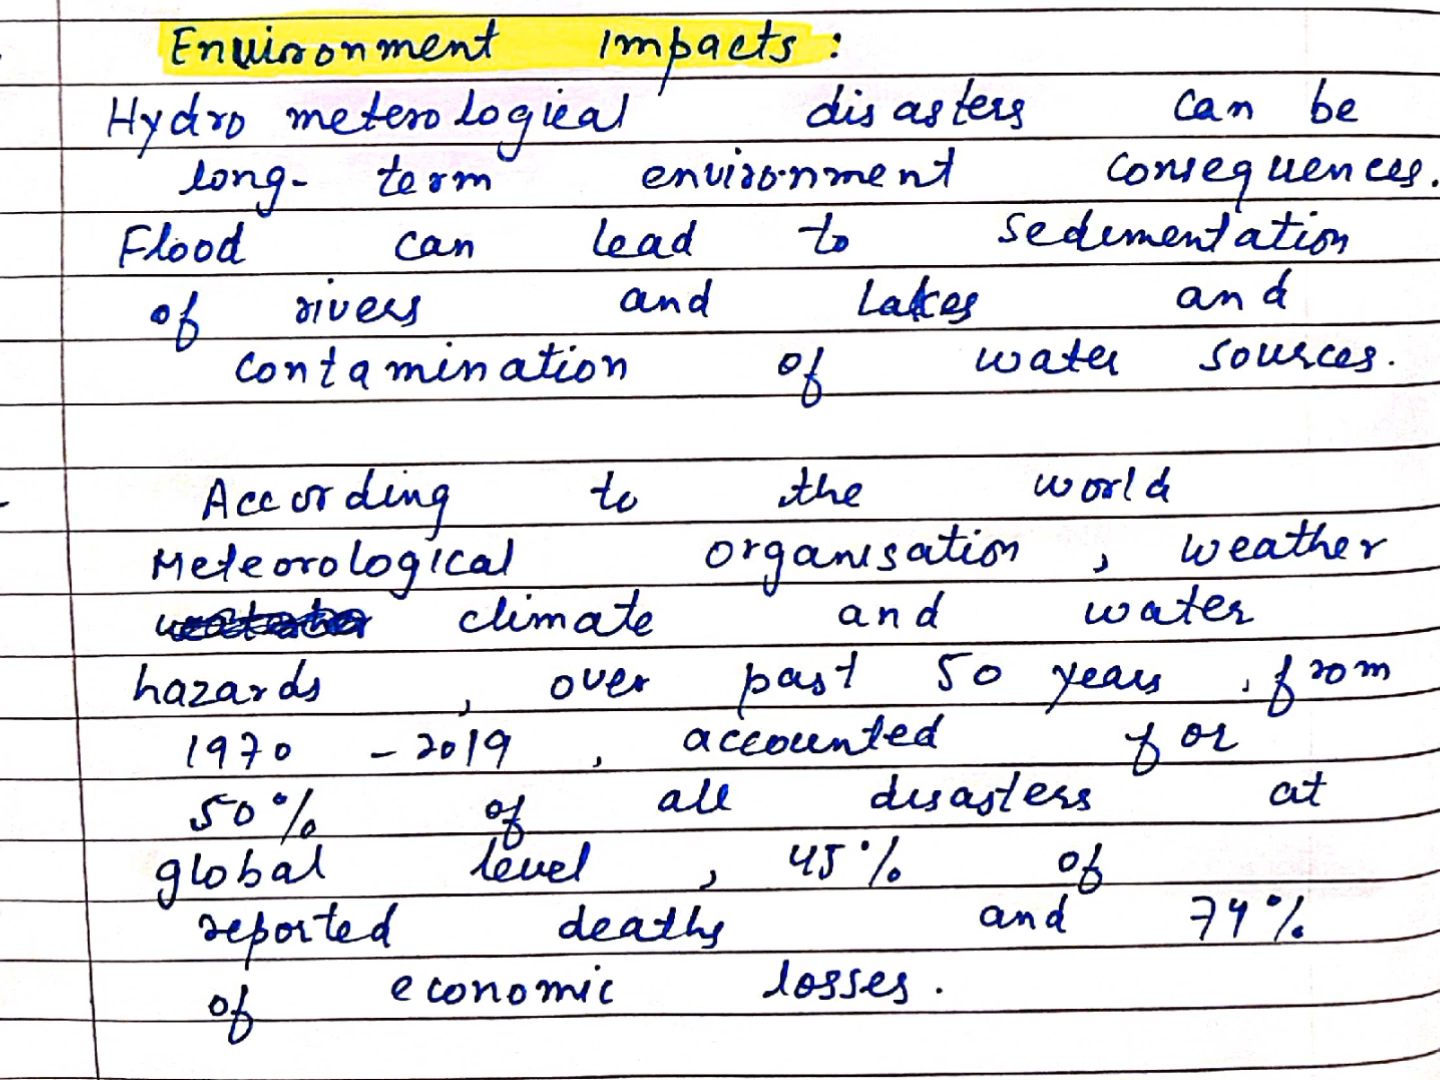 Environment Impacts :
Hydro meterological disasters can be
long-term environment consequences.
Flood can lead to sedimentation
of rivers and lakes and
contamination of water sources.
According to the world
Meteorological organisation , weather
climate and water
hazards , over past 50 years , from
1970 - 2019 , accounted for
50% of all disasters at
global level , 45% of
reported deaths and 74%
of economic losses .